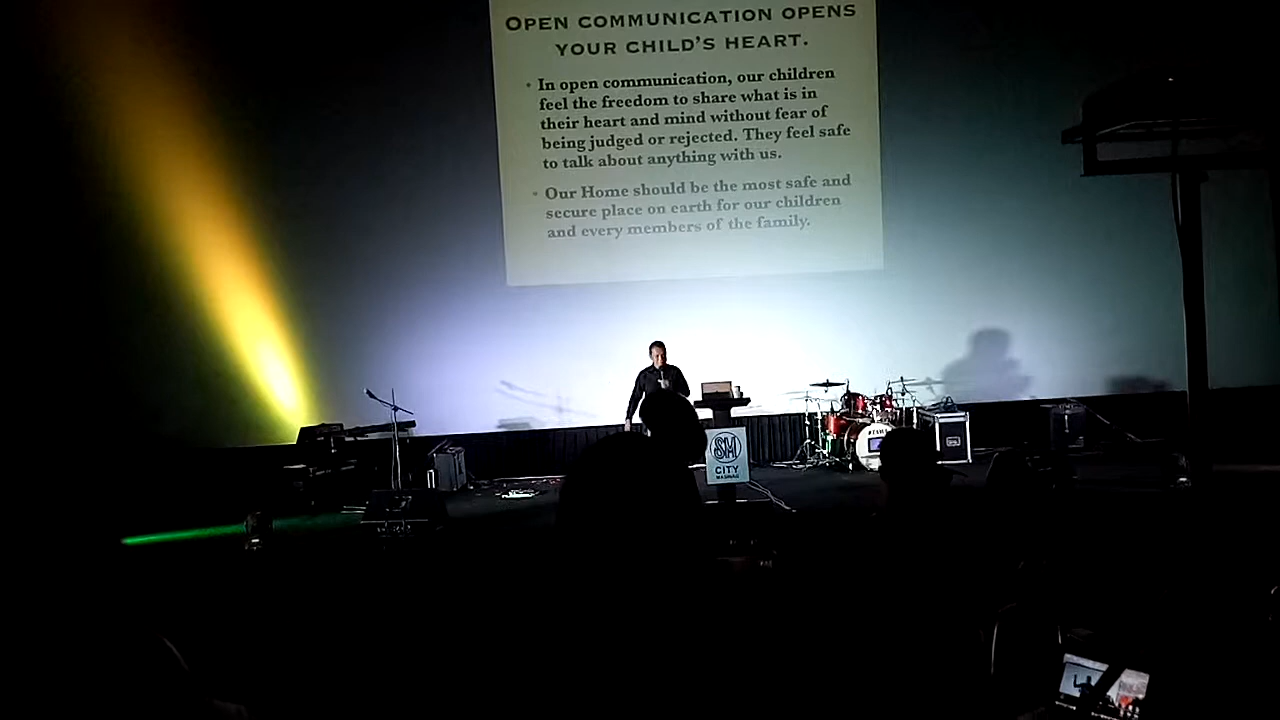 OPEN COMMUNICATION OPENS
YOUR CHILD'S HEART.
• In open communication, our children
feel the freedom to share what is in
their heart and mind without fear of
being judged or rejected. They feel safe
to talk about anything with us.
• Our Home should be the most safe and
secure place on earth for our children
and every members of the family.
SM
CITY
TAMA